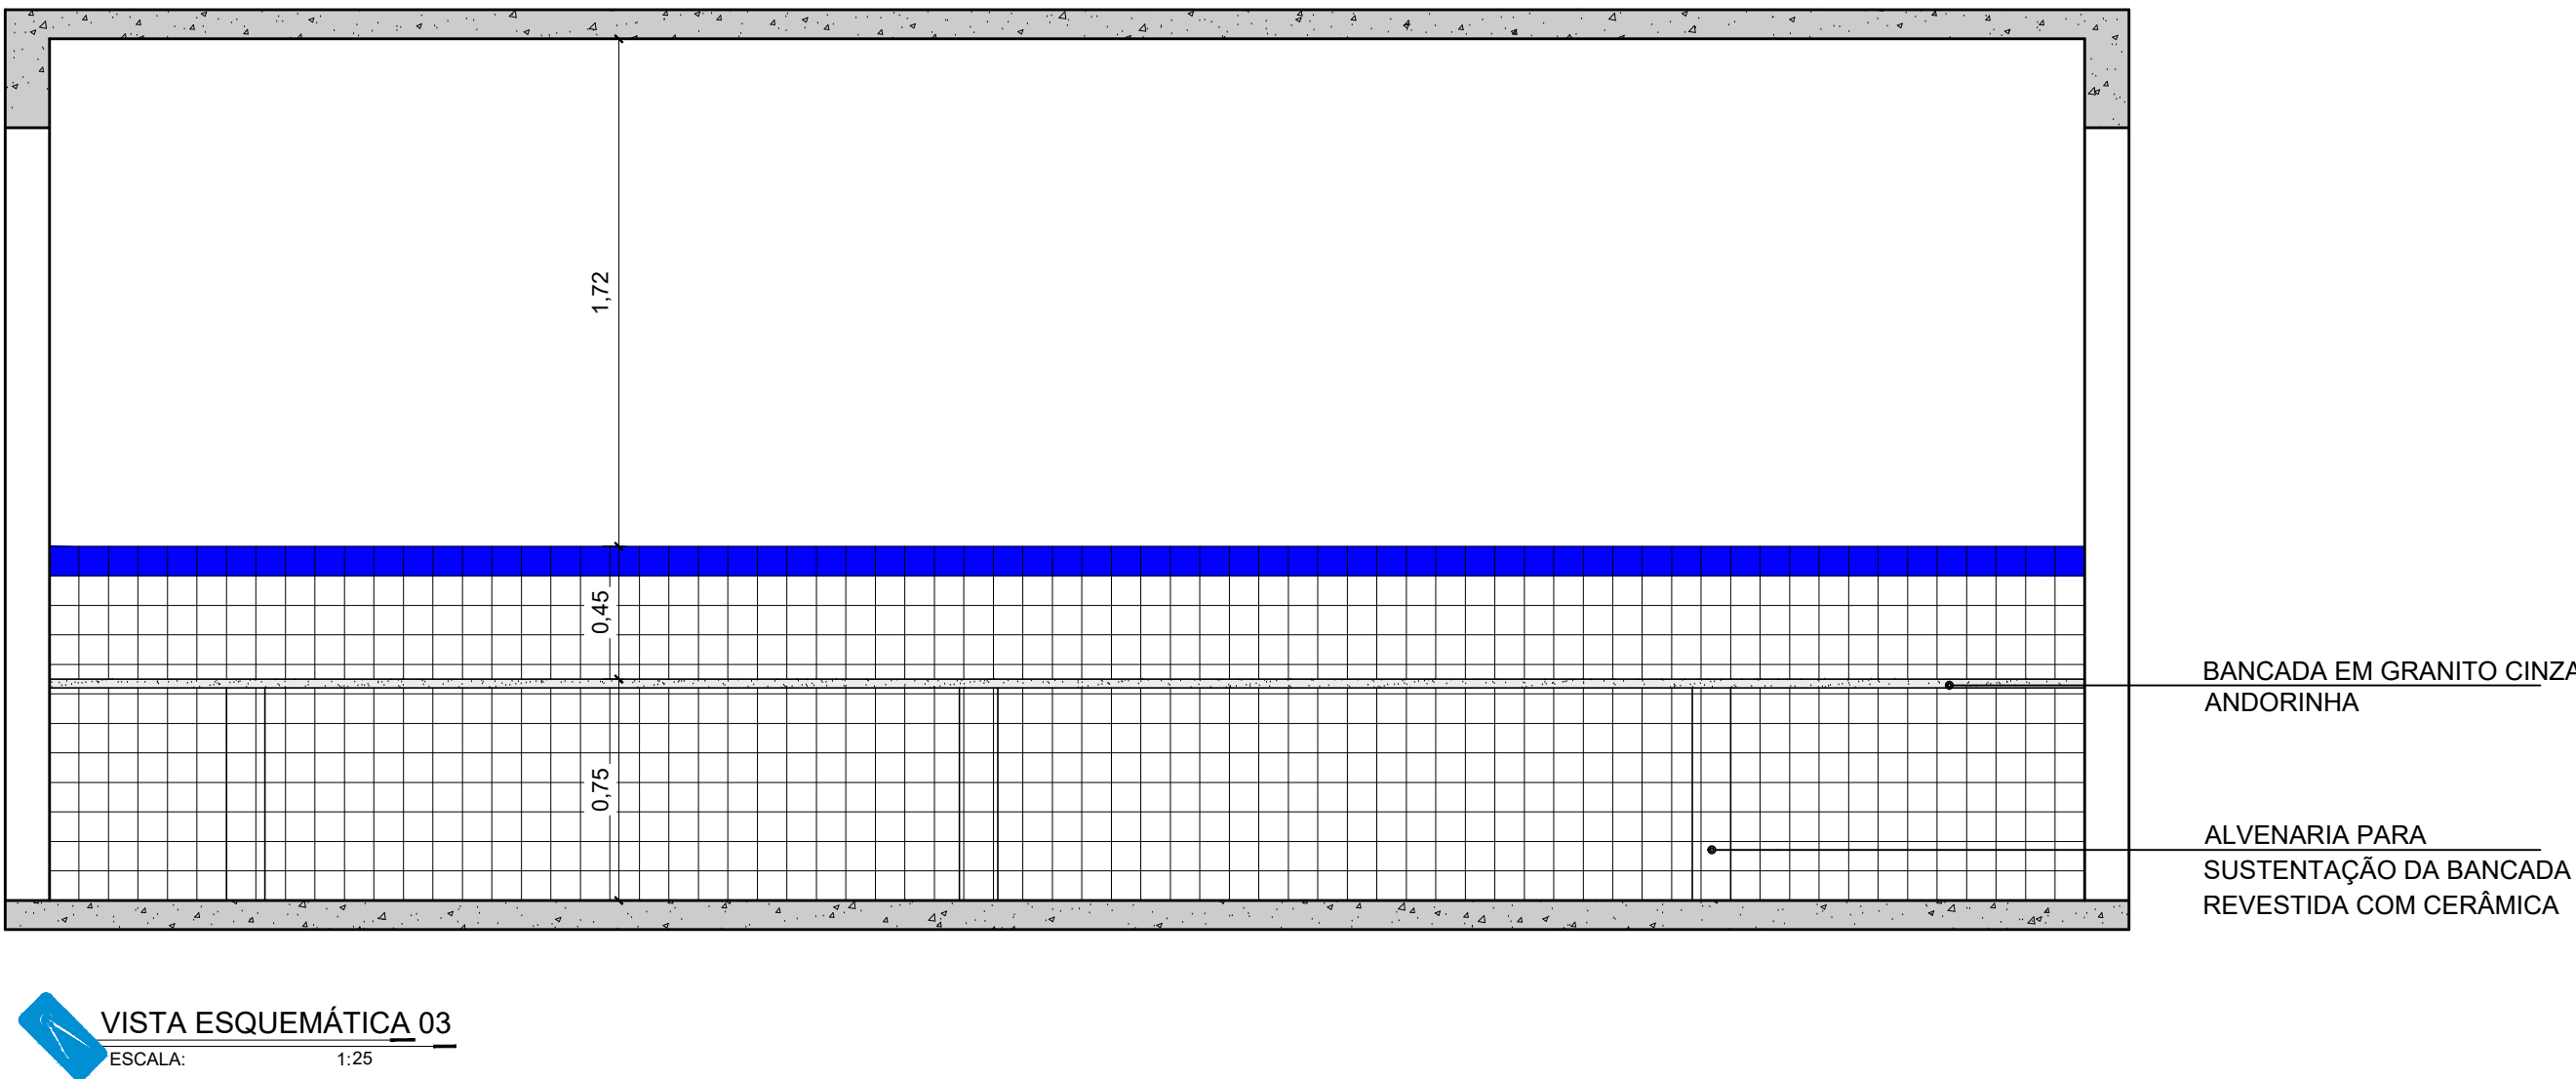 1,72
0,45
BANCADA EM GRANITO CINZA
ANDORINHA
0,75
ALVENARIA PARA
SUSTENTAÇÃO DA BANCADA
REVESTIDA COM CERÂMICA
VISTA ESQUEMÁTICA 03
ESCALA: 1:25